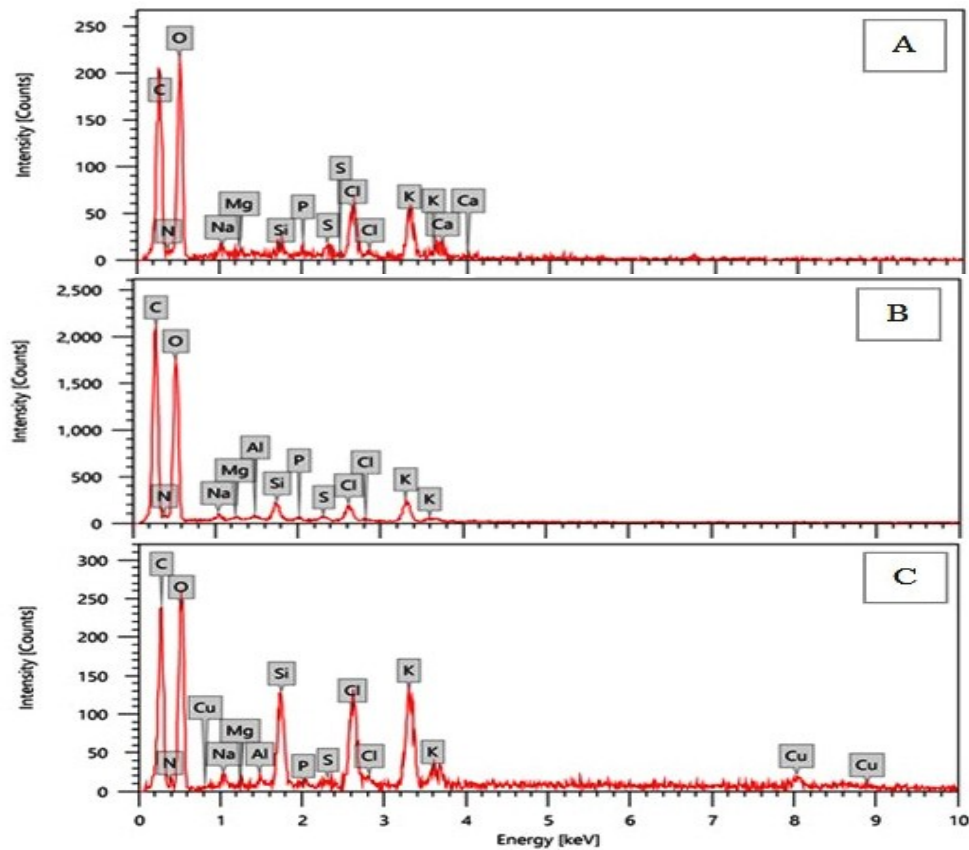 A
Intensity [Counts]
250
200
150
100
50
0
C
N
O
Na
Mg
Si
P
S
S
Cl
Cl
K
K
Ca
Ca
B
Intensity [Counts]
2,500
2,000
1,500
1,000
500
0
C
N
O
Na
Mg
Al
Si
P
S
Cl
Cl
K
K
C
Intensity [Counts]
300
250
200
150
100
50
0
C
N
O
Cu
Na
Mg
Al
Si
P
S
Cl
Cl
K
K
Cu
Cu
0 1 2 3 4 5 6 7 8 9 10
Energy [keV]